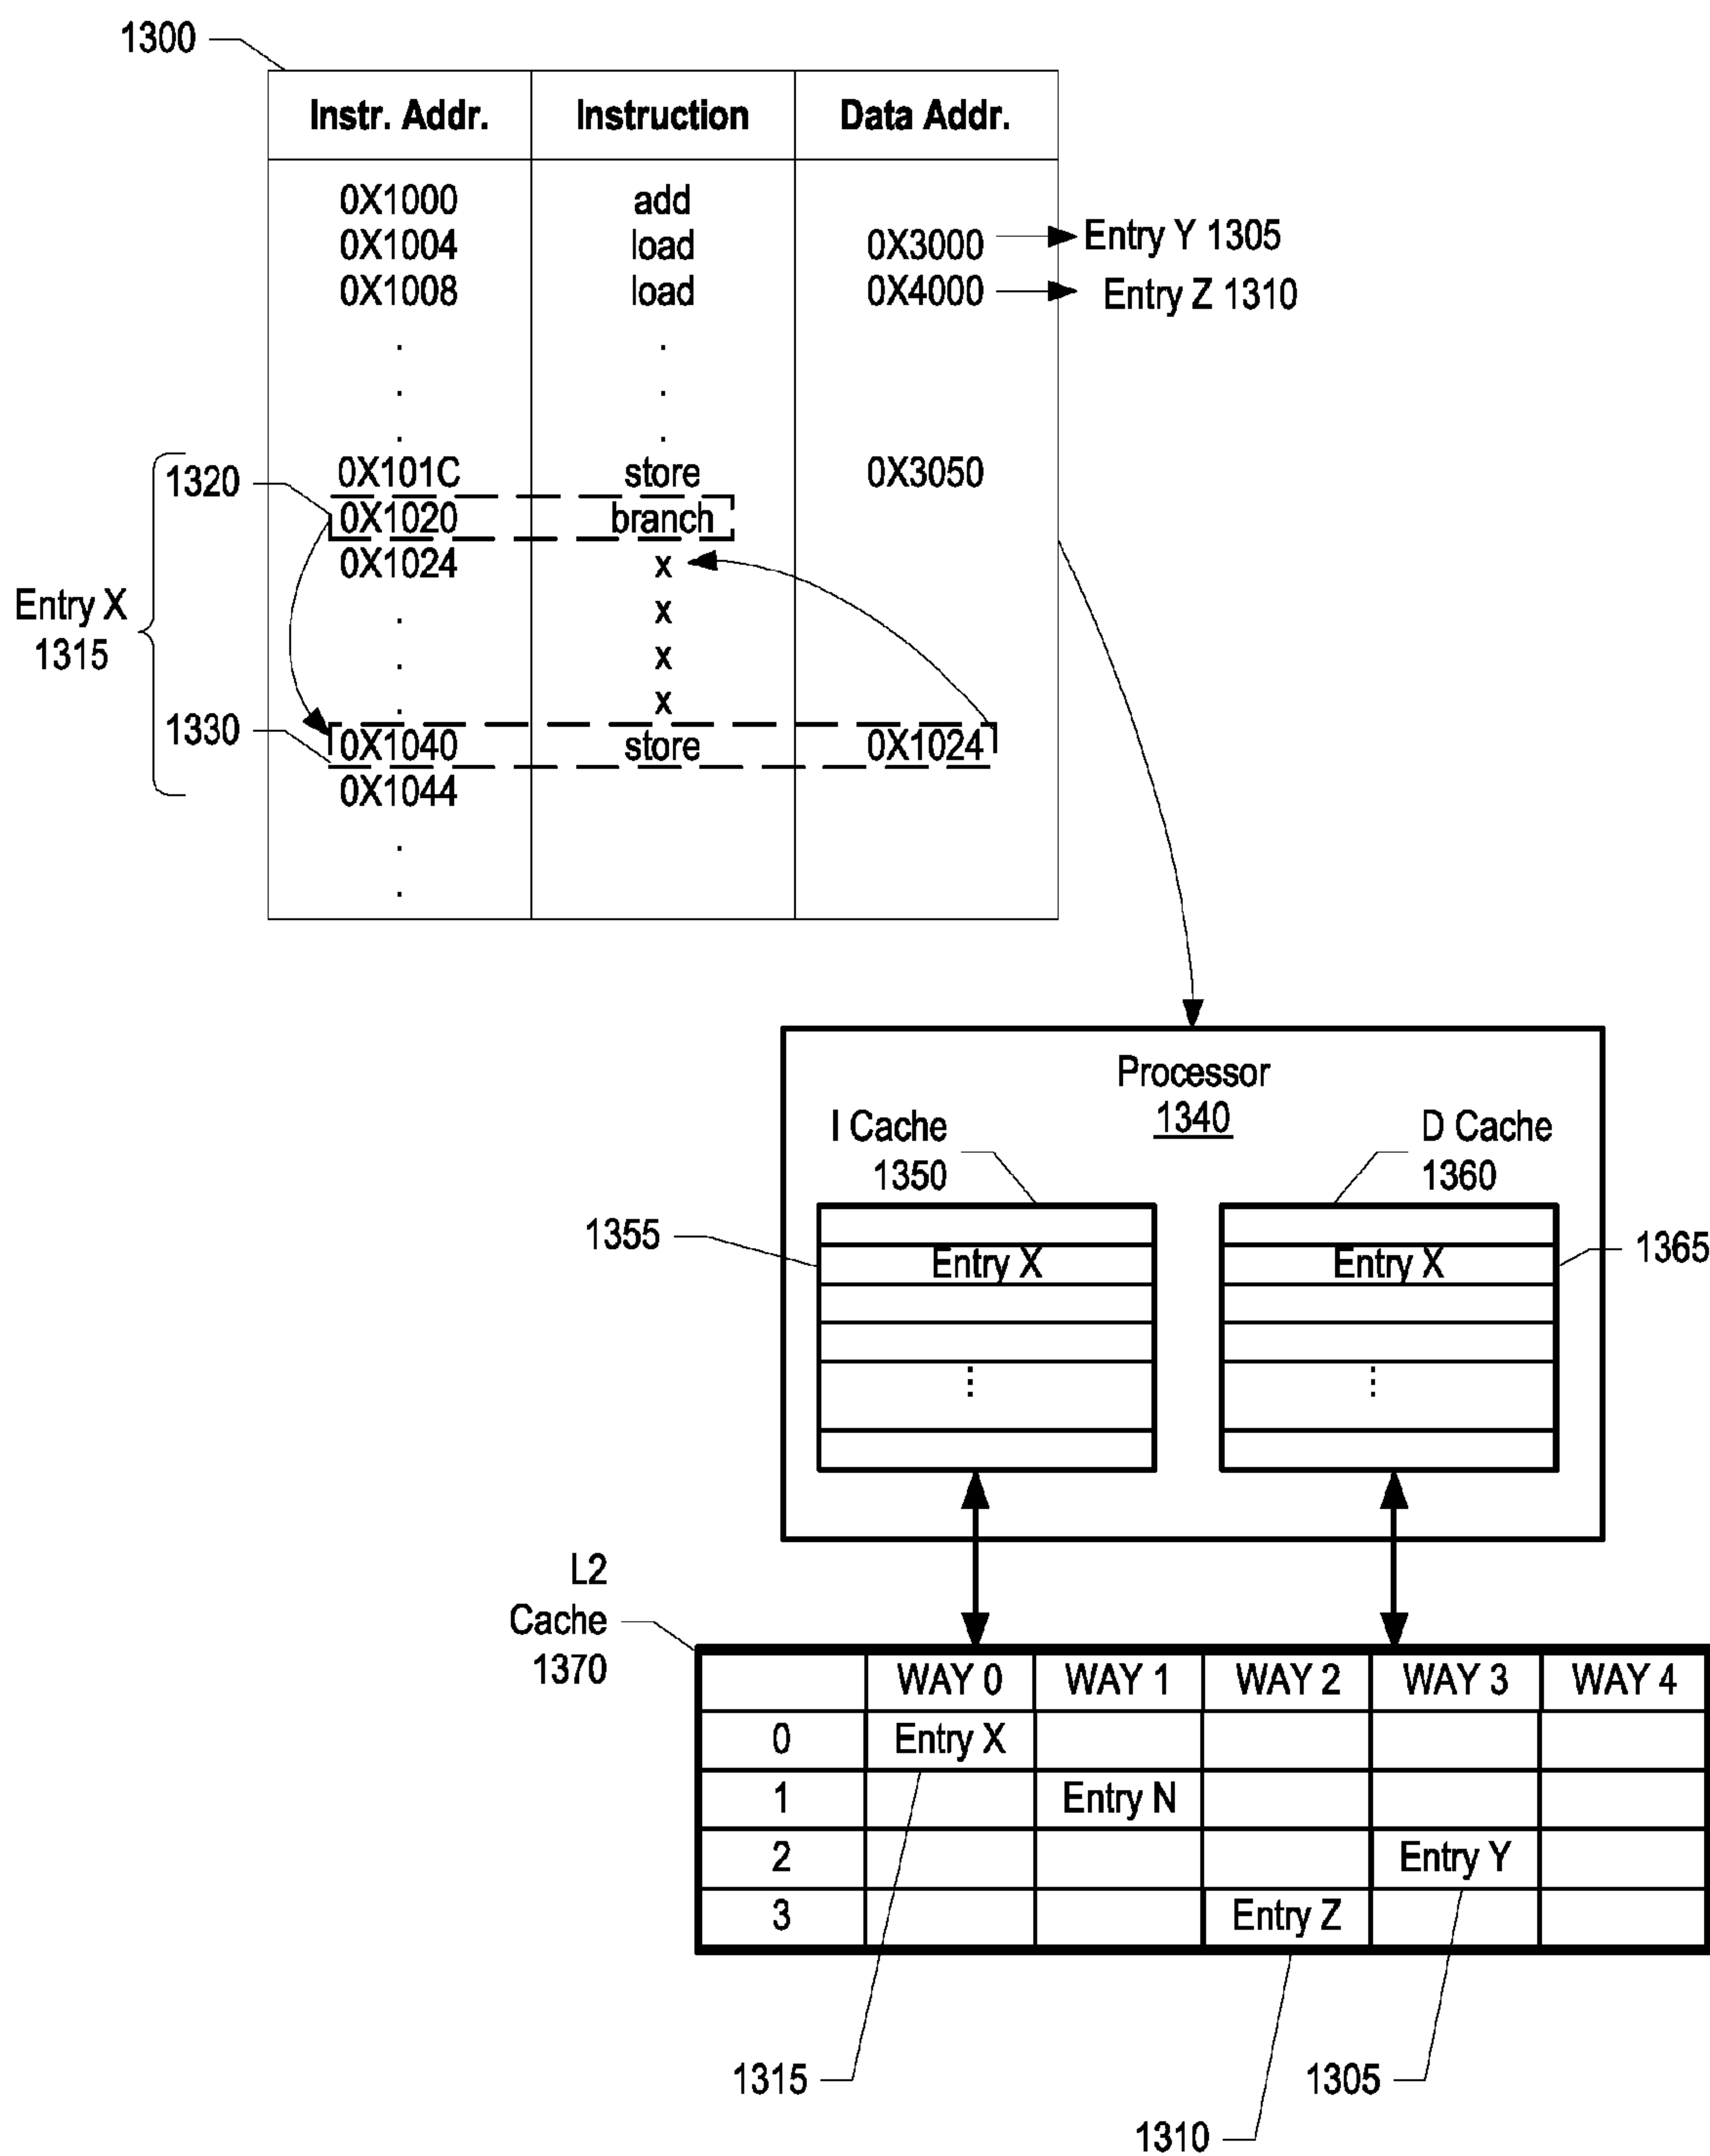 1300
Instr. Addr. Instruction Data Addr.
0X1000 add
0X1004 load 0X3000 Entry Y 1305
0X1008 load 0X4000 Entry Z 1310
. .
. .
. .
0X101C store 0X3050
1320 0X1020 branch
0X1024 x
Entry X . x
1315 . x
. x
1330 0X1040 store 0X1024
0X1044
.
.
Processor
1340
I Cache D Cache
1350 1360
1355 Entry X Entry X 1365
⋮ ⋮
L2
Cache
1370
WAY 0 WAY 1 WAY 2 WAY 3 WAY 4
0 Entry X
1 Entry N
2 Entry Y
3 Entry Z
1315 1305
1310